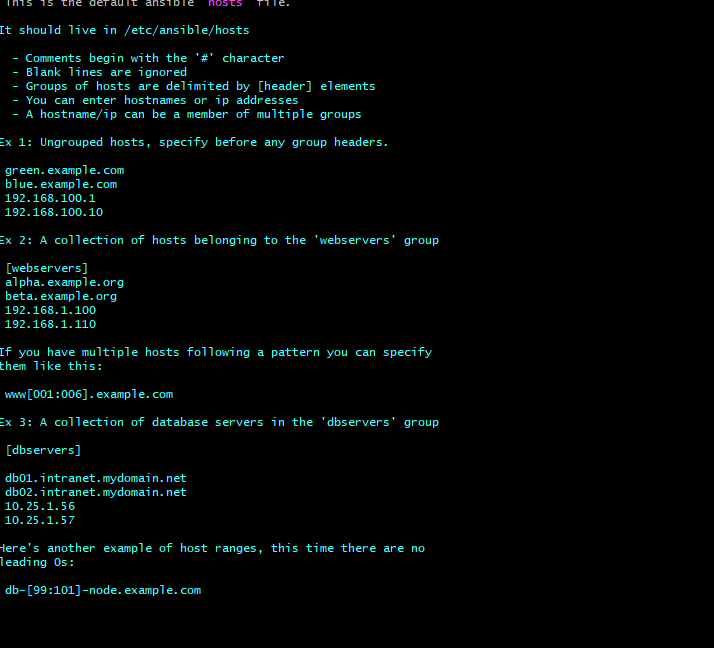 This is the default ansible 'hosts' file.
It should live in /etc/ansible/hosts
- Comments begin with the '#' character
- Blank lines are ignored
- Groups of hosts are delimited by [header] elements
- You can enter hostnames or ip addresses
- A hostname/ip can be a member of multiple groups
Ex 1: Ungrouped hosts, specify before any group headers.
green.example.com
blue.example.com
192.168.100.1
192.168.100.10
Ex 2: A collection of hosts belonging to the 'webservers' group
[webservers]
alpha.example.org
beta.example.org
192.168.1.100
192.168.1.110
If you have multiple hosts following a pattern you can specify
them like this:
www[001:006].example.com
Ex 3: A collection of database servers in the 'dbservers' group
[dbservers]
db01.intranet.mydomain.net
db02.intranet.mydomain.net
10.25.1.56
10.25.1.57
Here's another example of host ranges, this time there are no
leading 0s:
db-[99:101]-node.example.com